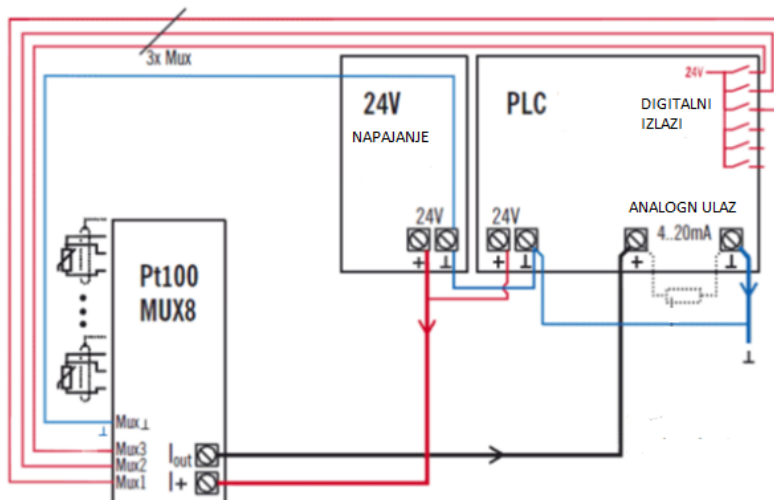 3x Mux
24V
NAPAJANJE
PLC
24V
DIGITALNI
IZLAZI
24V
24V
ANALOGN ULAZ
4..20mA
+ ⊥
+ ⊥
+ ⊥
⊥
Pt100
MUX8
Mux⊥
⊥
Mux3
Mux2
Mux1
Iout
I+